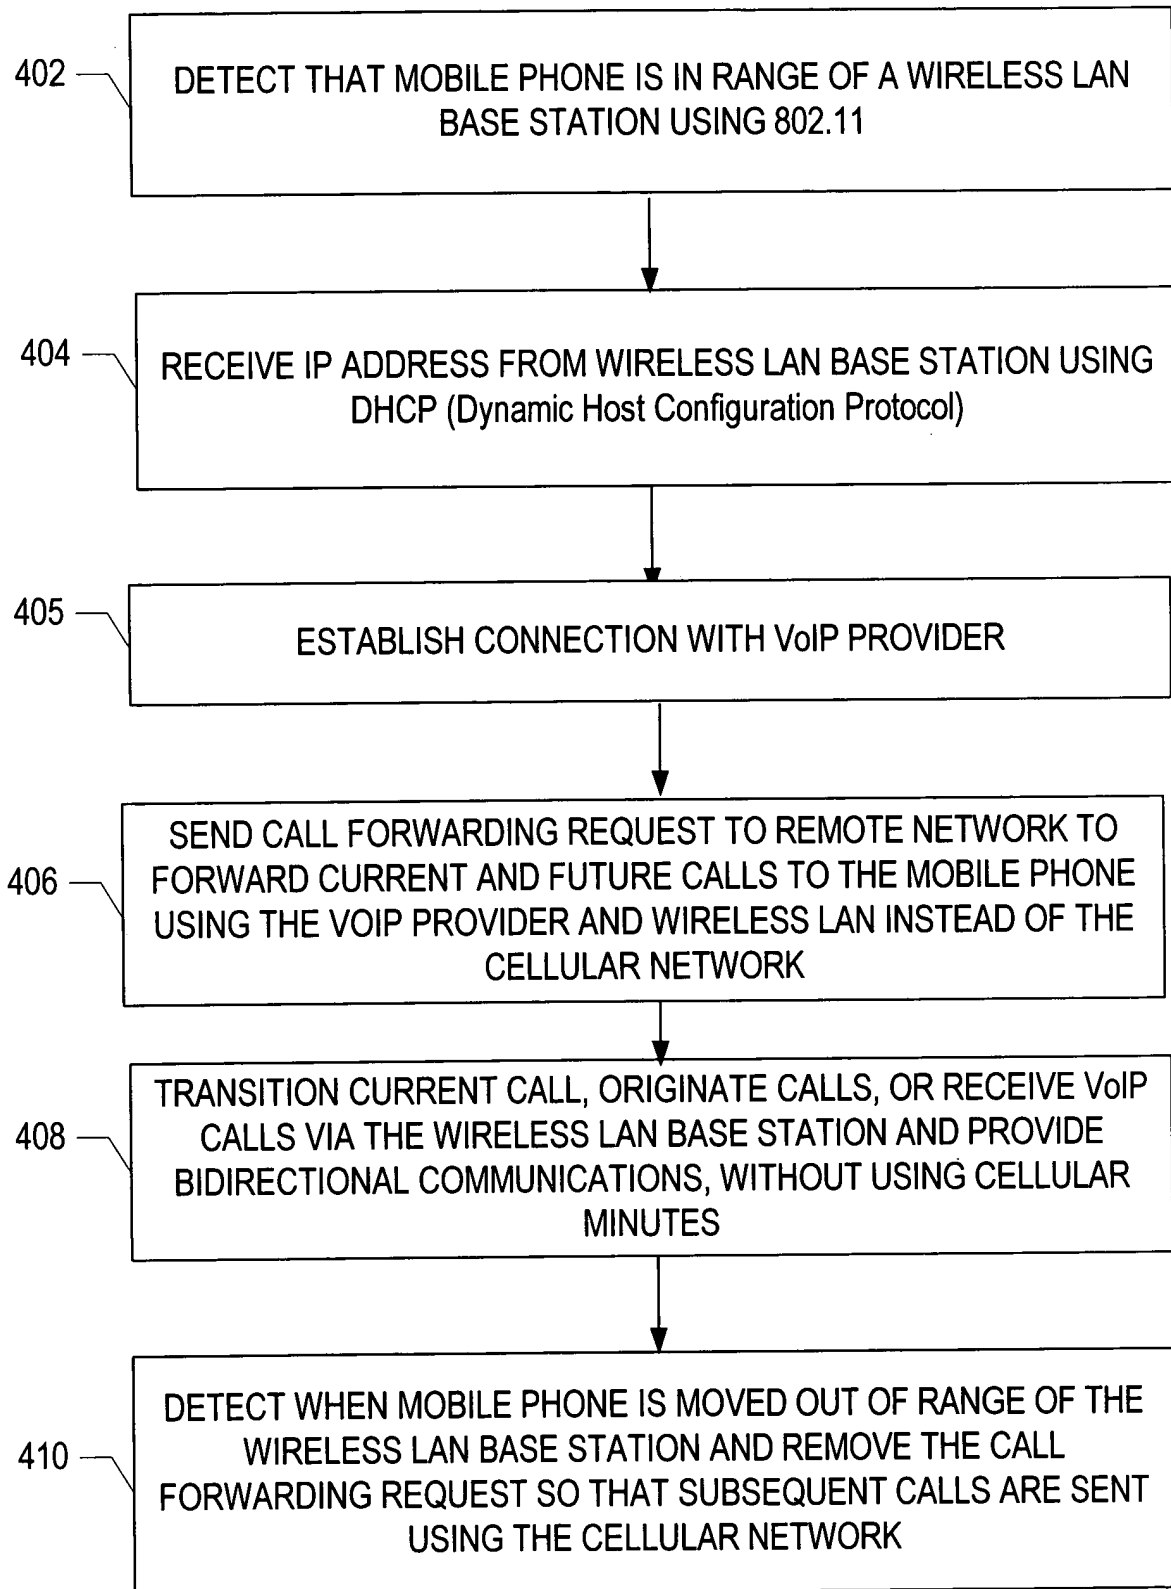 402
DETECT THAT MOBILE PHONE IS IN RANGE OF A WIRELESS LAN
BASE STATION USING 802.11
404
RECEIVE IP ADDRESS FROM WIRELESS LAN BASE STATION USING
DHCP (Dynamic Host Configuration Protocol)
405
ESTABLISH CONNECTION WITH VoIP PROVIDER
406
SEND CALL FORWARDING REQUEST TO REMOTE NETWORK TO
FORWARD CURRENT AND FUTURE CALLS TO THE MOBILE PHONE
USING THE VOIP PROVIDER AND WIRELESS LAN INSTEAD OF THE
CELLULAR NETWORK
408
TRANSITION CURRENT CALL, ORIGINATE CALLS, OR RECEIVE VoIP
CALLS VIA THE WIRELESS LAN BASE STATION AND PROVIDE
BIDIRECTIONAL COMMUNICATIONS, WITHOUT USING CELLULAR
MINUTES
410
DETECT WHEN MOBILE PHONE IS MOVED OUT OF RANGE OF THE
WIRELESS LAN BASE STATION AND REMOVE THE CALL
FORWARDING REQUEST SO THAT SUBSEQUENT CALLS ARE SENT
USING THE CELLULAR NETWORK